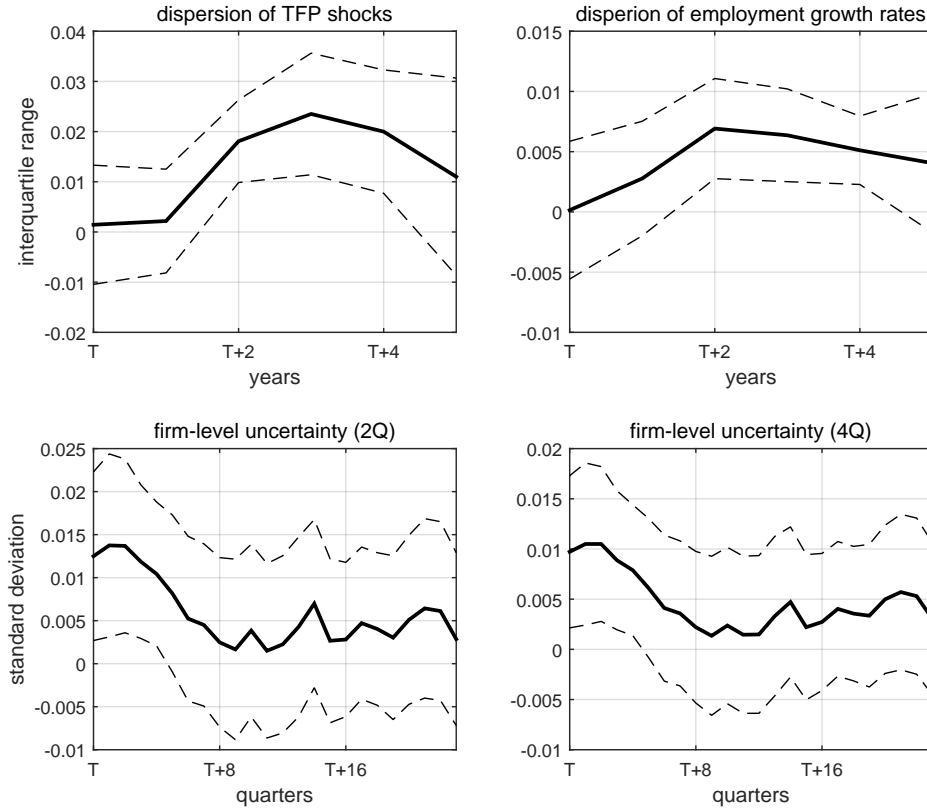 dispersion of TFP shocks
0.04
0.03
0.02
0.01
0
-0.01
-0.02
interquartile range
T
T+2
T+4
years
disperion of employment growth rates
0.015
0.01
0.005
0
-0.005
-0.01
T
T+2
T+4
years
firm-level uncertainty (2Q)
0.025
0.02
0.015
0.01
0.005
0
-0.005
-0.01
standard deviation
T
T+8
T+16
quarters
firm-level uncertainty (4Q)
0.02
0.015
0.01
0.005
0
-0.005
-0.01
T
T+8
T+16
quarters